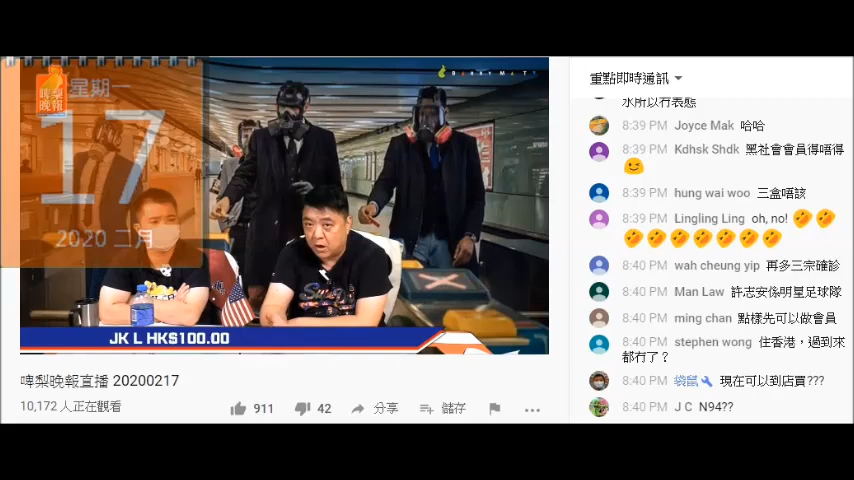 星期一
啤梨
晚報
17
2020 二月
BARRYMATV
JK L HK$100.00
啤梨晚報直播 20200217
10,172 人正在觀看
911
42
分享
儲存
重點即時通訊
水所以冇表態
8:39 PM Joyce Mak 哈哈
8:39 PM Kdhsk Shdk 黑社會會員得唔得
8:39 PM hung wai woo 三盒唔該
8:39 PM Lingling Ling oh, no!
8:40 PM wah cheung yip 再多三宗確診
8:40 PM Man Law 許志安係明星足球隊
8:40 PM ming chan 點樣先可以做會員
8:40 PM stephen wong 住香港，過到來
都冇了？
8:40 PM 袋鼠 現在可以到店買???
8:40 PM J C N94??